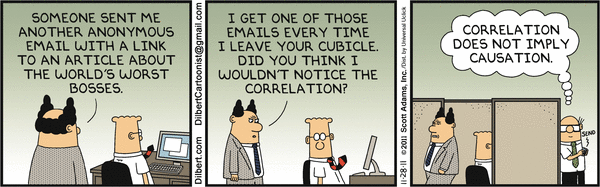 SOMEONE SENT ME
ANOTHER ANONYMOUS
EMAIL WITH A LINK
TO AN ARTICLE ABOUT
THE WORLD'S WORST
BOSSES.
Dilbert.com DilbertCartoonist@gmail.com
I GET ONE OF THOSE
EMAILS EVERY TIME
I LEAVE YOUR CUBICLE.
DID YOU THINK I
WOULDN'T NOTICE THE
CORRELATION?
11-28-11 ©2011 Scott Adams, Inc. /Dist. by Universal Uclick
CORRELATION
DOES NOT IMPLY
CAUSATION.
SEND